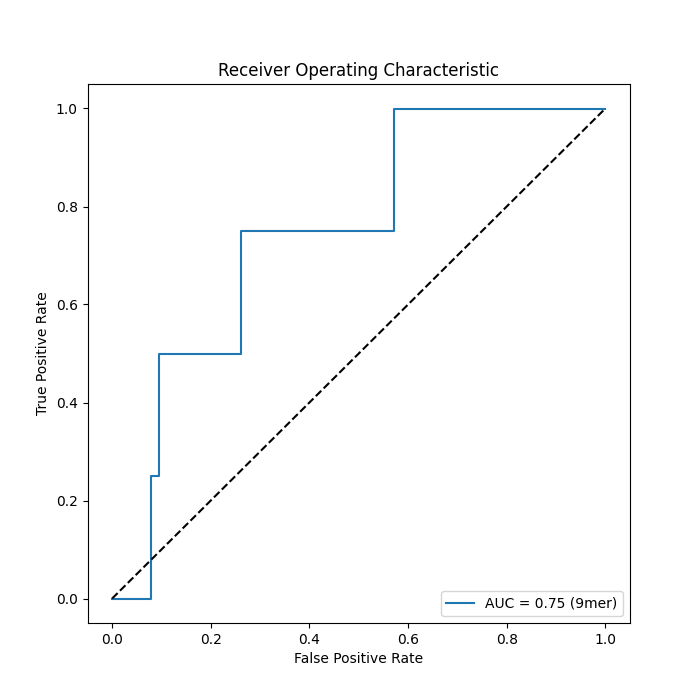 Receiver Operating Characteristic
1.0
0.8
0.6
0.4
0.2
0.0
True Positive Rate
AUC = 0.75 (9mer)
0.0 0.2 0.4 0.6 0.8 1.0
False Positive Rate